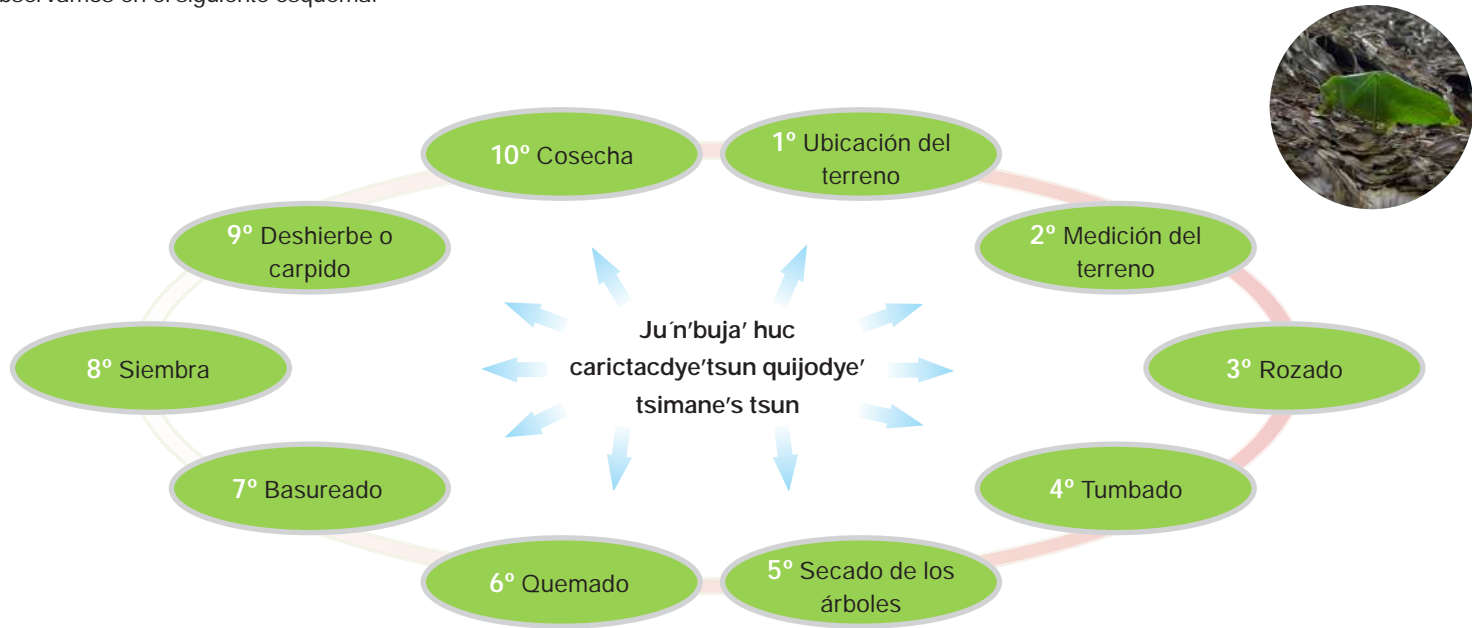 1º Ubicación del
terreno
2º Medición del
terreno
3º Rozado
4º Tumbado
5º Secado de los
árboles
6º Quemado
7º Basureado
8º Siembra
9º Deshierbe o
carpido
10º Cosecha
Ju´n'buja' huc
carictacdye'tsun quijodye'
tsimane's tsun